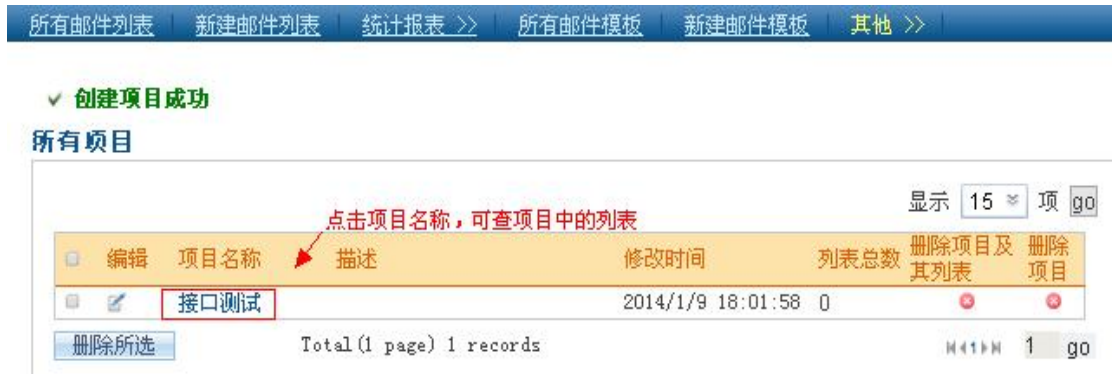 所有邮件列表 新建邮件列表 统计报表 >> 所有邮件模板 新建邮件模板 其他 >>
创建项目成功
所有项目
显示 15 项 go
点击项目名称，可查项目中的列表
编辑 项目名称 描述 修改时间 列表总数 删除项目及其列表 删除项目
接口测试 2014/1/9 18:01:58 0
删除所选 Total(1 page) 1 records 1 1 go